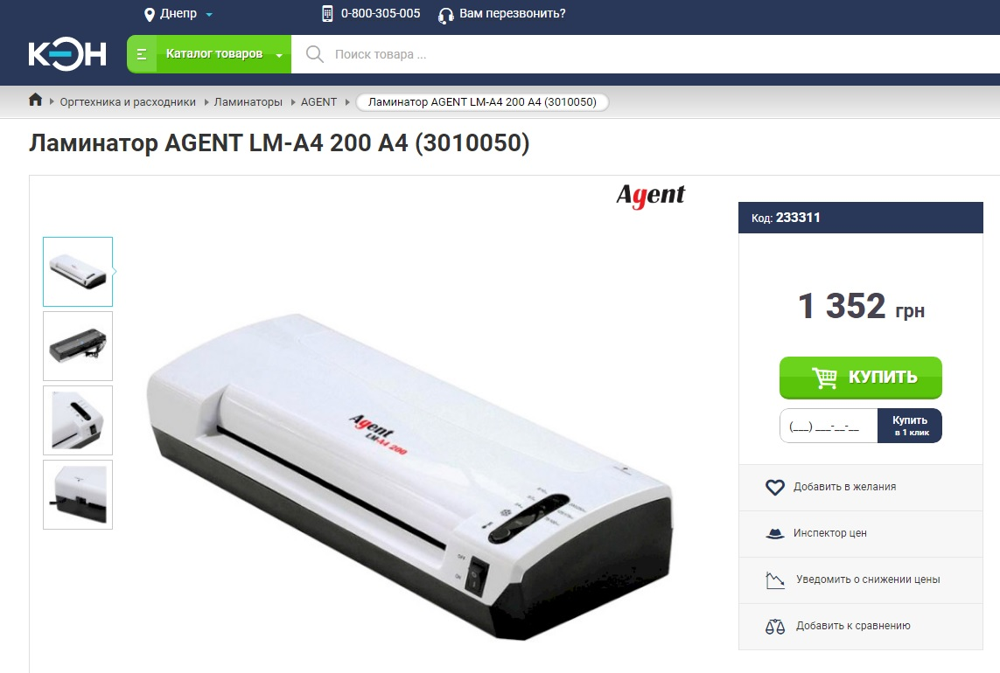 Днепр
0-800-305-005
Вам перезвонить?
КЭН
Каталог товаров
Поиск товара ...
Оргтехника и расходники
Ламинаторы
AGENT
Ламинатор AGENT LM-A4 200 A4 (3010050)
Ламинатор AGENT LM-A4 200 A4 (3010050)
Agent
Код: 233311
1 352 грн
КУПИТЬ
(___) ___-__-__
Купить
в 1 клик
Agent
LM-A4 200
OFF
ON
Добавить в желания
Инспектор цен
Уведомить о снижении цены
Добавить к сравнению